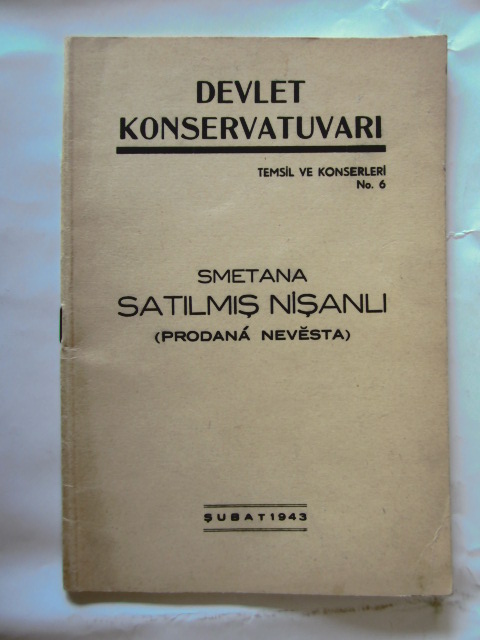 DEVLET
KONSERVATUVARI
TEMSİL VE KONSERLERİ
No. 6
SMETANA
SATILMIŞ NİŞANLI
(PRODANÁ NEVĚSTA)
ŞUBAT 1943